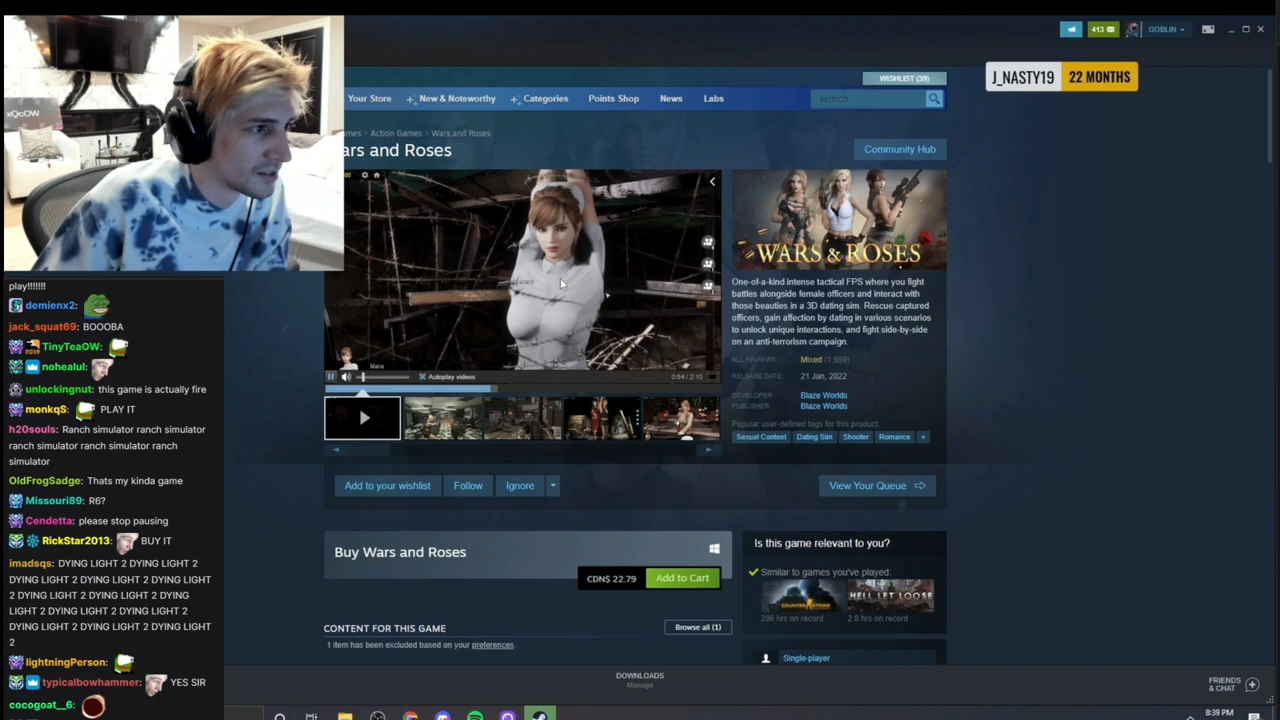 xQcOW
GOBLIN
413
J_NASTY19 22 MONTHS
WISHLIST (39)
Your Store New & Noteworthy Categories Points Shop News Labs
search
Action Games > Wars and Roses
ars and Roses
Community Hub
WARS & ROSES
One-of-a-kind intense tactical FPS where you fight
battles alongside female officers and interact with
those beauties in a 3D dating sim. Rescue captured
officers, gain affection by dating in various scenarios
to unlock unique interactions, and fight side-by-side
on an anti-terrorism campaign.
ALL REVIEWS: Mixed
RELEASE DATE: 21 Jan, 2022
DEVELOPER: Blaze Worlds
PUBLISHER: Blaze Worlds
Popular user-defined tags for this product:
Sexual Content Dating Sim Shooter Romance +
Maria
Autoplay videos
0:54 / 2:10
Add to your wishlist Follow Ignore
View Your Queue
Buy Wars and Roses
CDN$ 22.79 Add to Cart
CONTENT FOR THIS GAME Browse all (1)
1 item has been excluded based on your preferences.
Is this game relevant to you?
Similar to games you've played:
COUNTER STRIKE
HELL LET LOOSE
206 hrs on record
2.8 hrs on record
Single-player
play!!!!!!!
demienx2:
jack_squat69: BOOOBA
TinyTeaOW:
nohealul:
unlockingnut: this game is actually fire
monkqS: PLAY IT
h20souls: Ranch simulator ranch simulator
ranch simulator ranch simulator ranch
simulator
OldFrogSadge: Thats my kinda game
Missouri89: R6?
Cendetta: please stop pausing
RickStar2013: BUY IT
imadsqs: DYING LIGHT 2 DYING LIGHT 2
DYING LIGHT 2 DYING LIGHT 2 DYING LIGHT
2 DYING LIGHT 2 DYING LIGHT 2 DYING
LIGHT 2 DYING LIGHT 2 DYING LIGHT 2
DYING LIGHT 2 DYING LIGHT 2 DYING LIGHT
2
lightningPerson:
typicalbowhammer: YES SIR
cocogoat__6:
DOWNLOADS
Manage
FRIENDS
& CHAT
8:39 PM